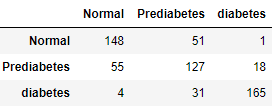 Normal Prediabetes diabetes
Normal 148 51 1
Prediabetes 55 127 18
diabetes 4 31 165